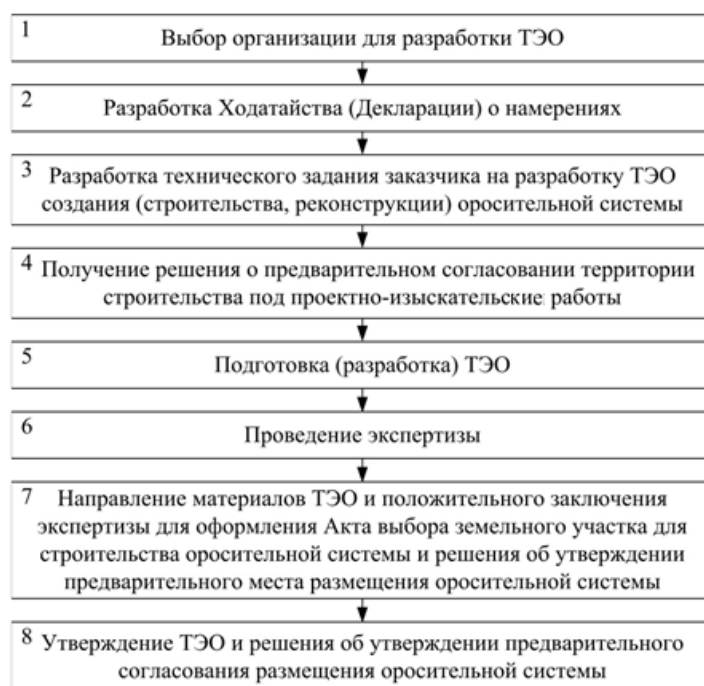 1 Выбор организации для разработки ТЭО
2 Разработка Ходатайства (Декларации) о намерениях
3 Разработка технического задания заказчика на разработку ТЭО
создания (строительства, реконструкции) оросительной системы
4 Получение решения о предварительном согласовании территории
строительства под проектно-изыскательские работы
5 Подготовка (разработка) ТЭО
6 Проведение экспертизы
7 Направление материалов ТЭО и положительного заключения
экспертизы для оформления Акта выбора земельного участка для
строительства оросительной системы и решения об утверждении
предварительного места размещения оросительной системы
8 Утверждение ТЭО и решения об утверждении предварительного
согласования размещения оросительной системы